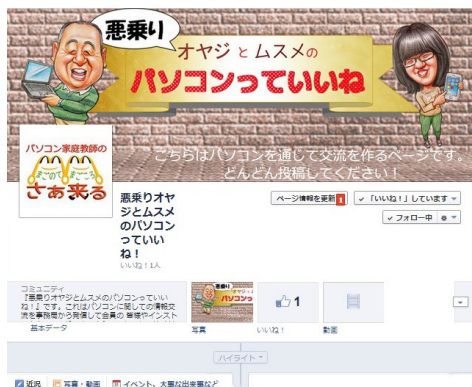 悪乗り
オヤジ と ムスメの
パソコンっていいね
こちらはパソコンを通じて交流を作るページです。
どんどん投稿してください！
パソコン家庭教師の
まごのて まごころ
さあ来る
悪乗りオヤ
ジとムスメ
のパソコン
っていい
ね！
いいね！1人
ページ情報を更新 1
「いいね！」しています
フォロー中
コミュニティ
『悪乗りオヤジとムスメのパソコンっていい
ね！』です。これはパソコンに関しての情報交
流を事務局から発信して会員の 皆様やインスト
基本データ
写真
1
いいね！
動画
ハイライト
近況 写真・動画 イベント、大事な出来事など